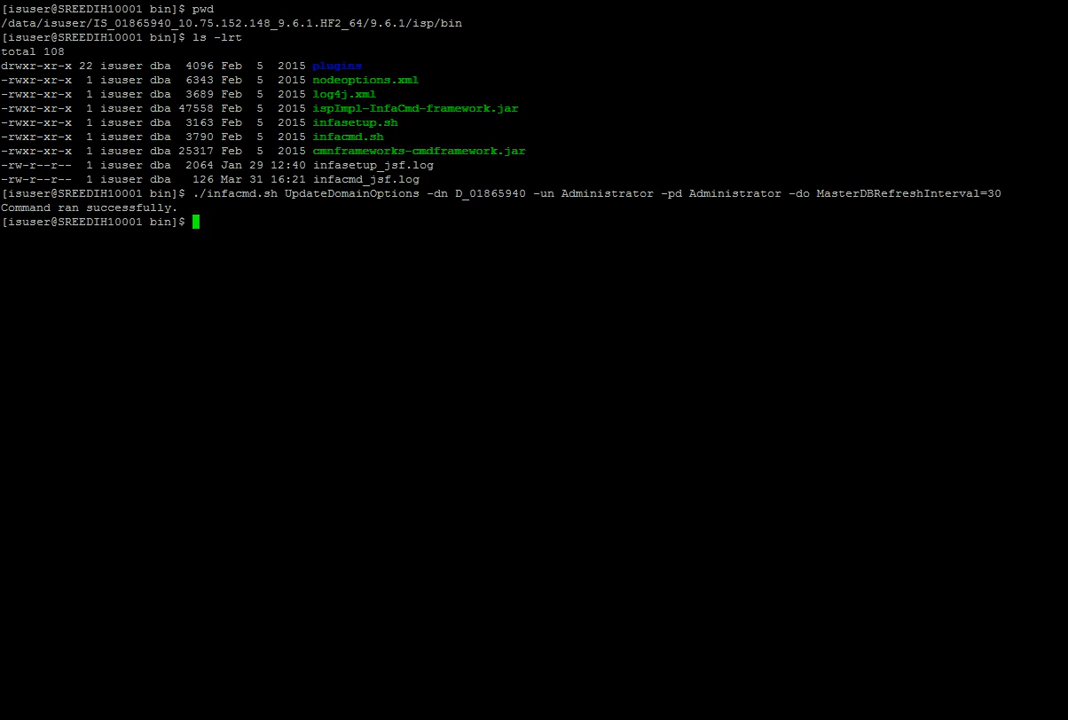 [isuser@SREEDIH10001 bin]$ pwd
/data/isuser/IS_01865940_10.75.152.148_9.6.1.HF2_64/9.6.1/isp/bin
[isuser@SREEDIH10001 bin]$ ls -lrt
total 108
drwxr-xr-x 22 isuser dba  4096 Feb  5  2015 plugins
-rwxr-xr-x  1 isuser dba  6343 Feb  5  2015 nodeoptions.xml
-rwxr-xr-x  1 isuser dba  3689 Feb  5  2015 log4j.xml
-rwxr-xr-x  1 isuser dba 47558 Feb  5  2015 ispImpl-InfaCmd-framework.jar
-rwxr-xr-x  1 isuser dba  3163 Feb  5  2015 infasetup.sh
-rwxr-xr-x  1 isuser dba  3790 Feb  5  2015 infacmd.sh
-rwxr-xr-x  1 isuser dba 25317 Feb  5  2015 cmnframeworks-cmdframework.jar
-rw-r--r--  1 isuser dba  2064 Jan 29 12:40 infasetup_jsf.log
-rw-r--r--  1 isuser dba   126 Mar 31 16:21 infacmd_jsf.log
[isuser@SREEDIH10001 bin]$ ./infacmd.sh UpdateDomainOptions -dn D_01865940 -un Administrator -pd Administrator -do MasterDBRefreshInterval=30
Command ran successfully.
[isuser@SREEDIH10001 bin]$